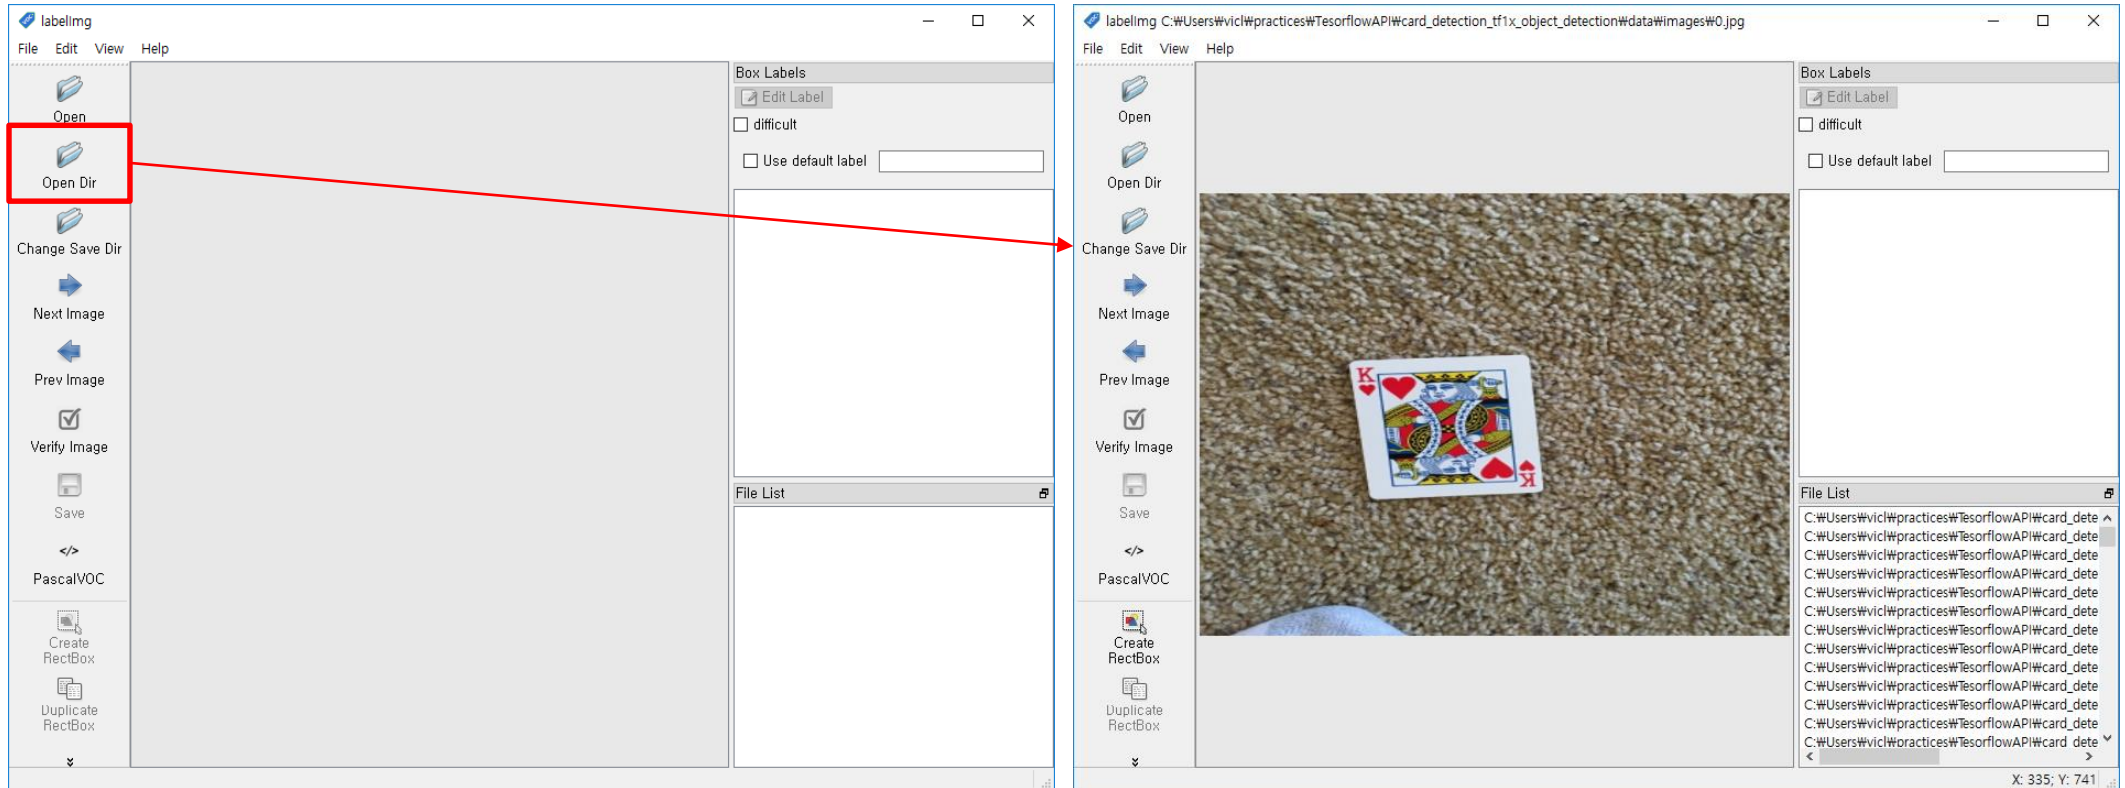 labelImg
File Edit View Help
Open
Open Dir
Change Save Dir
Next Image
Prev Image
Verify Image
Save
</>
PascalVOC
Create
RectBox
Duplicate
RectBox
Box Labels
Edit Label
difficult
Use default label
File List
labelImg C:₩Users₩vicl₩practices₩TesorflowAPI₩card_detection_tf1x_object_detection₩data₩images₩0.jpg
File Edit View Help
Open
Open Dir
Change Save Dir
Next Image
Prev Image
Verify Image
Save
</>
PascalVOC
Create
RectBox
Duplicate
RectBox
K
K
Box Labels
Edit Label
difficult
Use default label
File List
C:₩Users₩vicl₩practices₩TesorflowAPI₩card_dete
C:₩Users₩vicl₩practices₩TesorflowAPI₩card_dete
C:₩Users₩vicl₩practices₩TesorflowAPI₩card_dete
C:₩Users₩vicl₩practices₩TesorflowAPI₩card_dete
C:₩Users₩vicl₩practices₩TesorflowAPI₩card_dete
C:₩Users₩vicl₩practices₩TesorflowAPI₩card_dete
C:₩Users₩vicl₩practices₩TesorflowAPI₩card_dete
C:₩Users₩vicl₩practices₩TesorflowAPI₩card_dete
C:₩Users₩vicl₩practices₩TesorflowAPI₩card_dete
C:₩Users₩vicl₩practices₩TesorflowAPI₩card_dete
C:₩Users₩vicl₩practices₩TesorflowAPI₩card_dete
C:₩Users₩vicl₩practices₩TesorflowAPI₩card_dete
C:₩Users₩vicl₩practices₩TesorflowAPI₩card_dete
X: 335; Y: 741